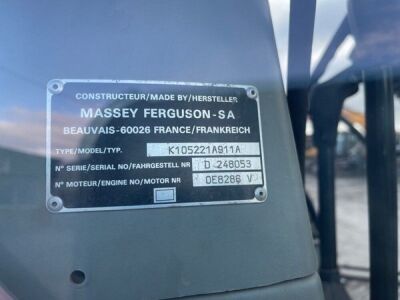 CONSTRUCTEUR/MADE BY/HERSTELLER
MASSEY FERGUSON-SA
BEAUVAIS-60026 FRANCE/FRANKREICH
TYPE/MODEL/TYP. K105221A911A
N° SERIE/SERIAL NO/FAHRGESTELL NR D 248053
N° MOTEUR/ENGINE NO/MOTOR NR 0E8286 V